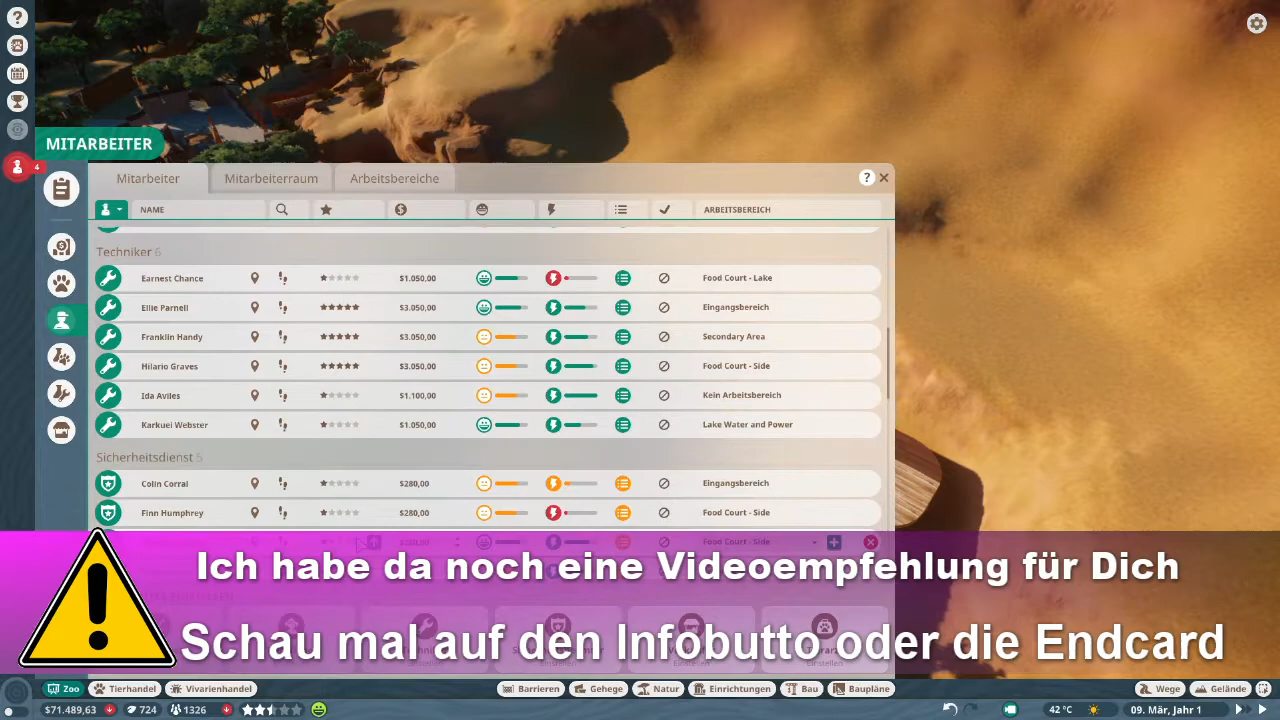 ?
MITARBEITER
4
Mitarbeiter Mitarbeiterraum Arbeitsbereiche ?
NAME ARBEITSBEREICH
Techniker 6
Earnest Chance $1.050,00 Food Court - Lake
Ellie Parnell $3.050,00 Eingangsbereich
Franklin Handy $3.050,00 Secondary Area
Hilario Graves $3.050,00 Food Court - Side
Ida Aviles $1.100,00 Kein Arbeitsbereich
Karkuei Webster $1.050,00 Lake Water and Power
Sicherheitsdienst 5
Colin Corral $280,00 Eingangsbereich
Finn Humphrey $280,00 Food Court - Side
Food Court - Side
Ich habe da noch eine Videoempfehlung für Dich
Schau mal auf den Infobutto oder die Endcard
Zoo Tierhandel Vivarienhandel Barrieren Gehege Natur Einrichtungen Bau Baupläne Wege Gelände
$71.489,63 724 1326 42 °C 09. Mär, Jahr 1